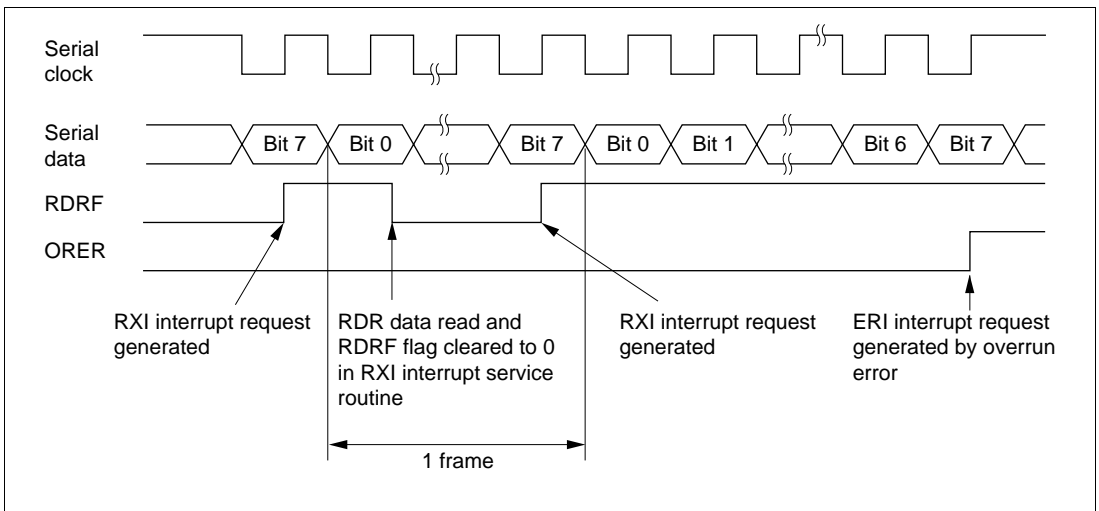 Serial
clock
Serial
data
Bit 7 Bit 0 Bit 7 Bit 0 Bit 1 Bit 6 Bit 7
RDRF
ORER
RXI interrupt request
generated
RDR data read and
RDRF flag cleared to 0
in RXI interrupt service
routine
RXI interrupt request
generated
ERI interrupt request
generated by overrun
error
1 frame